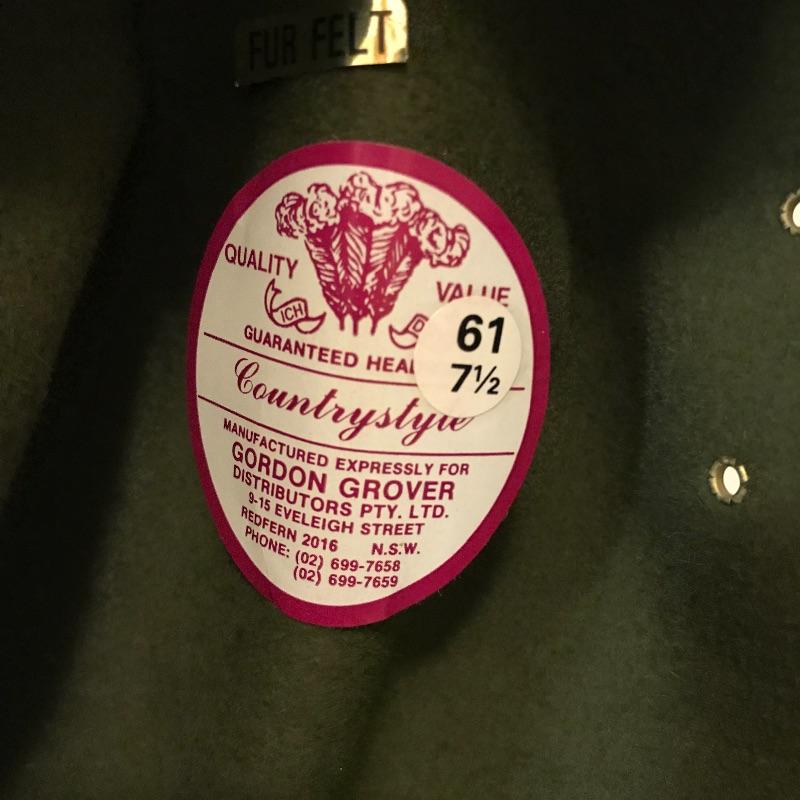 FUR FELT
QUALITY VALUE
ICH D
GUARANTEED HEA
61
7½
Countrystyle
MANUFACTURED EXPRESSLY FOR
GORDON GROVER
DISTRIBUTORS PTY. LTD.
9-15 EVELEIGH STREET
REDFERN 2016 N.S.W.
PHONE: (02) 699-7658
(02) 699-7659